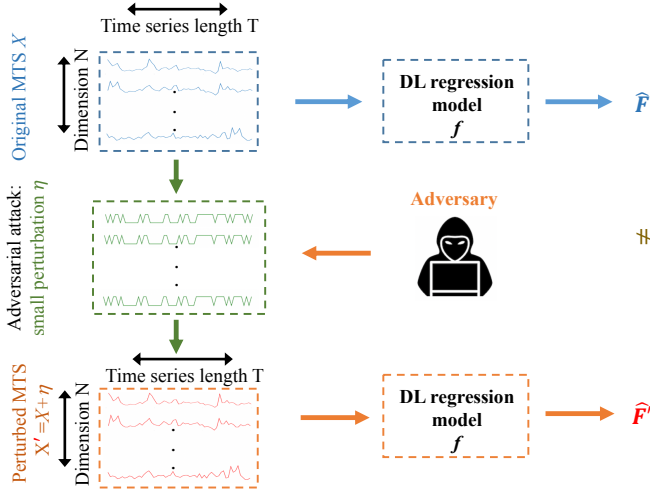 Time series length T
Original MTS X
Dimension N
DL regression
model
f
F̂
Adversarial attack:
small perturbation η
Adversary
≠
Time series length T
Perturbed MTS
X′ =X+η
Dimension N
DL regression
model
f
F̂′